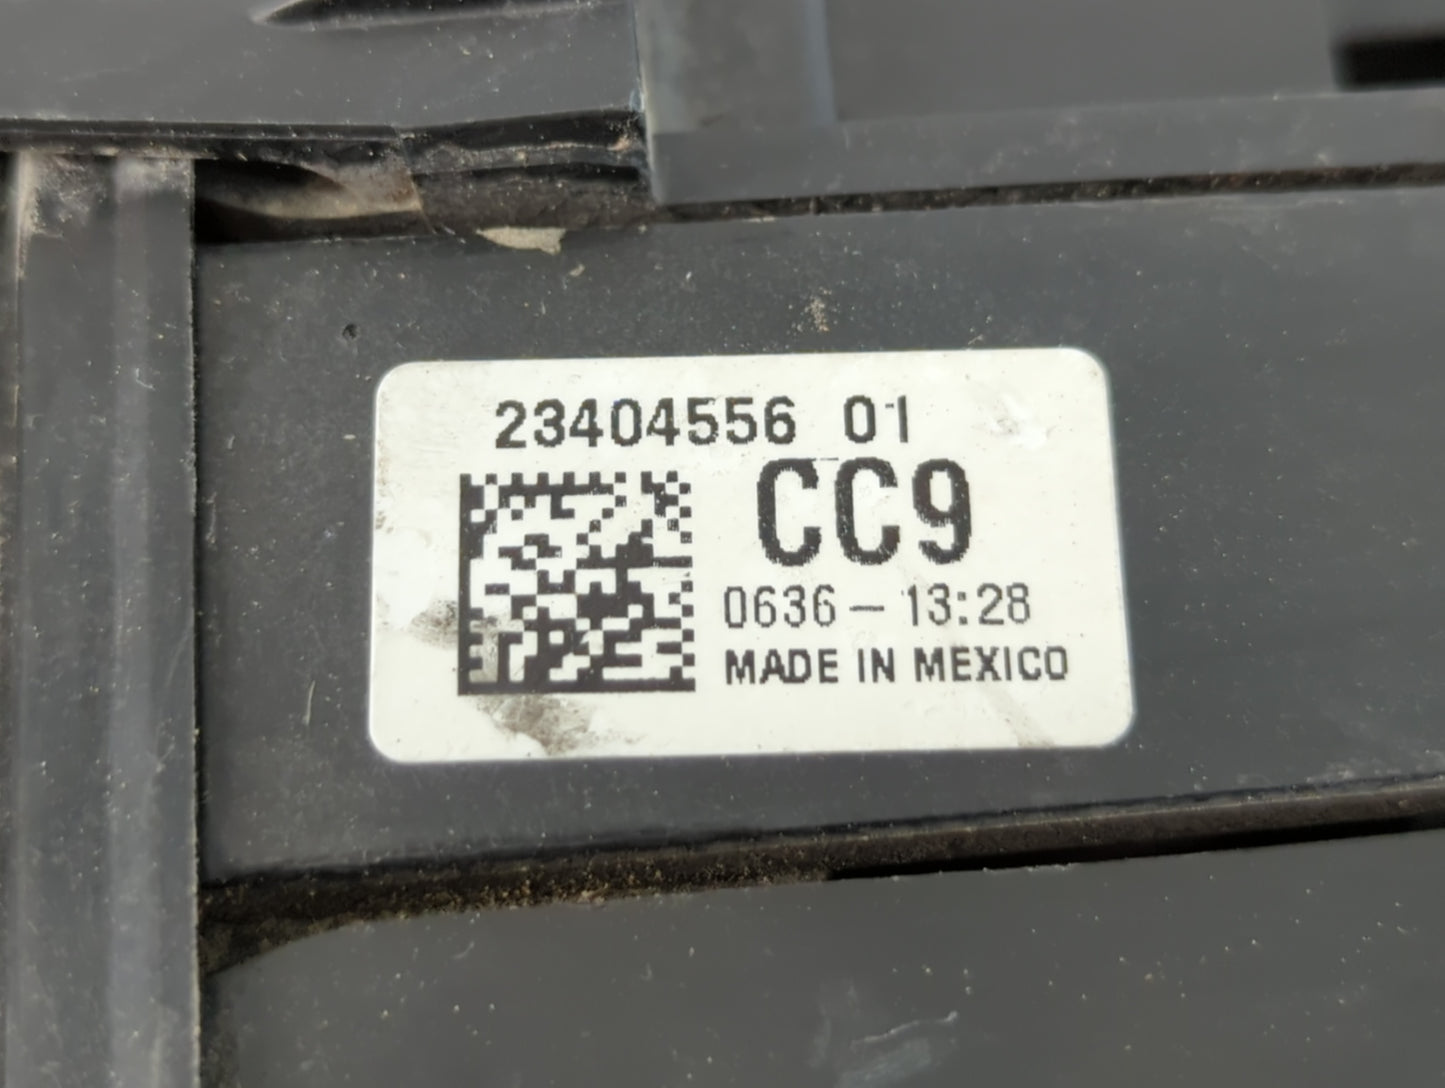 23404556 01
CC9
0636 – 13:28
MADE IN MEXICO